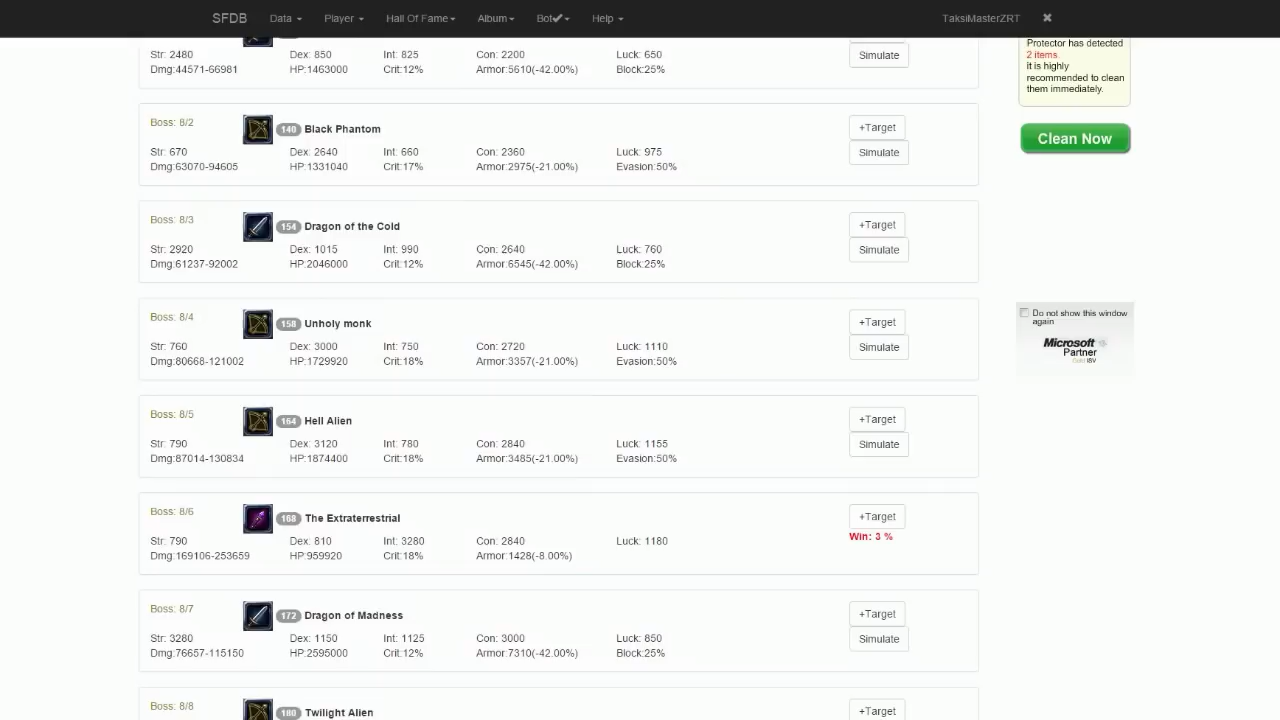 SFDB Data Player Hall Of Fame Album Bot Help TaksiMasterZRT
Str: 2480 Dex: 850 Int: 825 Con: 2200 Luck: 650 Simulate
Dmg:44571-66981 HP:1463000 Crit:12% Armor:5610(-42.00%) Block:25%
Protector has detected
2 items.
it is highly
recommended to clean
them immediately.
Clean Now
Boss: 8/2 140 Black Phantom +Target
Str: 670 Dex: 2640 Int: 660 Con: 2360 Luck: 975 Simulate
Dmg:63070-94605 HP:1331040 Crit:17% Armor:2975(-21.00%) Evasion:50%
Boss: 8/3 154 Dragon of the Cold +Target
Str: 2920 Dex: 1015 Int: 990 Con: 2640 Luck: 760 Simulate
Dmg:61237-92002 HP:2046000 Crit:12% Armor:6545(-42.00%) Block:25%
Boss: 8/4 158 Unholy monk +Target
Str: 760 Dex: 3000 Int: 750 Con: 2720 Luck: 1110 Simulate
Dmg:80668-121002 HP:1729920 Crit:18% Armor:3357(-21.00%) Evasion:50%
Do not show this window
again
Microsoft
Partner
ISV
Boss: 8/5 164 Hell Alien +Target
Str: 790 Dex: 3120 Int: 780 Con: 2840 Luck: 1155 Simulate
Dmg:87014-130834 HP:1874400 Crit:18% Armor:3485(-21.00%) Evasion:50%
Boss: 8/6 168 The Extraterrestrial +Target
Str: 790 Dex: 810 Int: 3280 Con: 2840 Luck: 1180 Win: 3 %
Dmg:169106-253659 HP:959920 Crit:18% Armor:1428(-8.00%)
Boss: 8/7 172 Dragon of Madness +Target
Str: 3280 Dex: 1150 Int: 1125 Con: 3000 Luck: 850 Simulate
Dmg:76657-115150 HP:2595000 Crit:12% Armor:7310(-42.00%) Block:25%
Boss: 8/8 180 Twilight Alien +Target